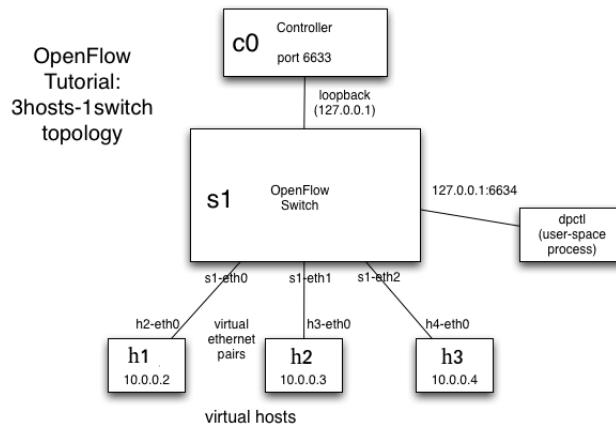 OpenFlow
Tutorial:
3hosts-1switch
topology
c0
Controller
port 6633
loopback
(127.0.0.1)
s1
OpenFlow
Switch
127.0.0.1:6634
dpctl
(user-space
process)
s1-eth0
s1-eth1
s1-eth2
h2-eth0
virtual
ethernet
pairs
h3-eth0
h4-eth0
h1
10.0.0.2
h2
10.0.0.3
h3
10.0.0.4
virtual hosts